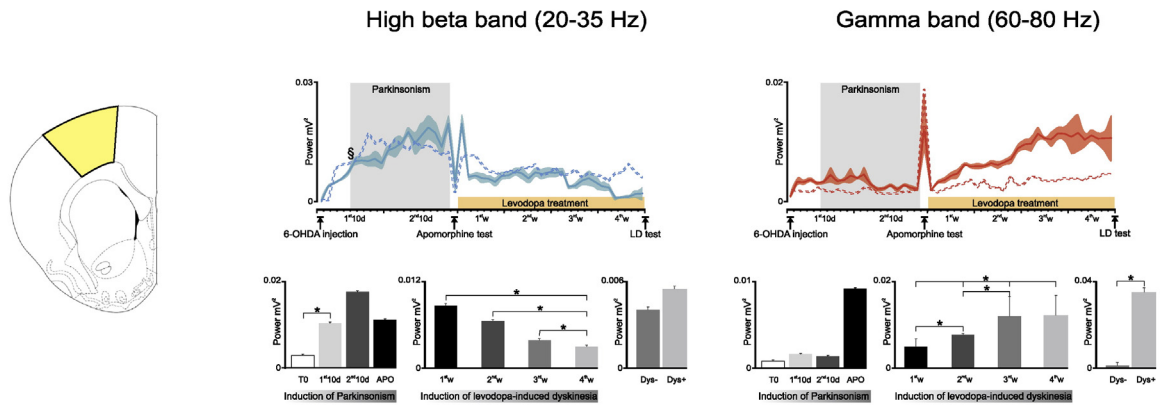 High beta band (20-35 Hz)
Gamma band (60-80 Hz)
0.03
Parkinsonism
Power mV²
§
0
Levodopa treatment
1ˢᵗ10d
2ⁿᵈ10d
1ˢᵗw
2ⁿᵈw
3ʳᵈw
4ᵗʰw
6-OHDA injection
Apomorphine test
LD test
0.02
Parkinsonism
Power mV²
0
Levodopa treatment
1ˢᵗ10d
2ⁿᵈ10d
1ˢᵗw
2ⁿᵈw
3ʳᵈw
4ᵗʰw
6-OHDA injection
Apomorphine test
LD test
0.02
Power mV²
*
0
T0
1ˢᵗ10d
2ⁿᵈ10d
APO
Induction of Parkinsonism
0.012
Power mV²
*
*
*
0
1ˢᵗw
2ⁿᵈw
3ʳᵈw
4ᵗʰw
Induction of levodopa-induced dyskinesia
0.006
Power mV²
0
Dys-
Dys+
0.01
Power mV²
0
T0
1ˢᵗ10d
2ⁿᵈ10d
APO
Induction of Parkinsonism
0.02
Power mV²
*
*
*
0
1ˢᵗw
2ⁿᵈw
3ʳᵈw
4ᵗʰw
Induction of levodopa-induced dyskinesia
0.04
Power mV²
*
0
Dys-
Dys+